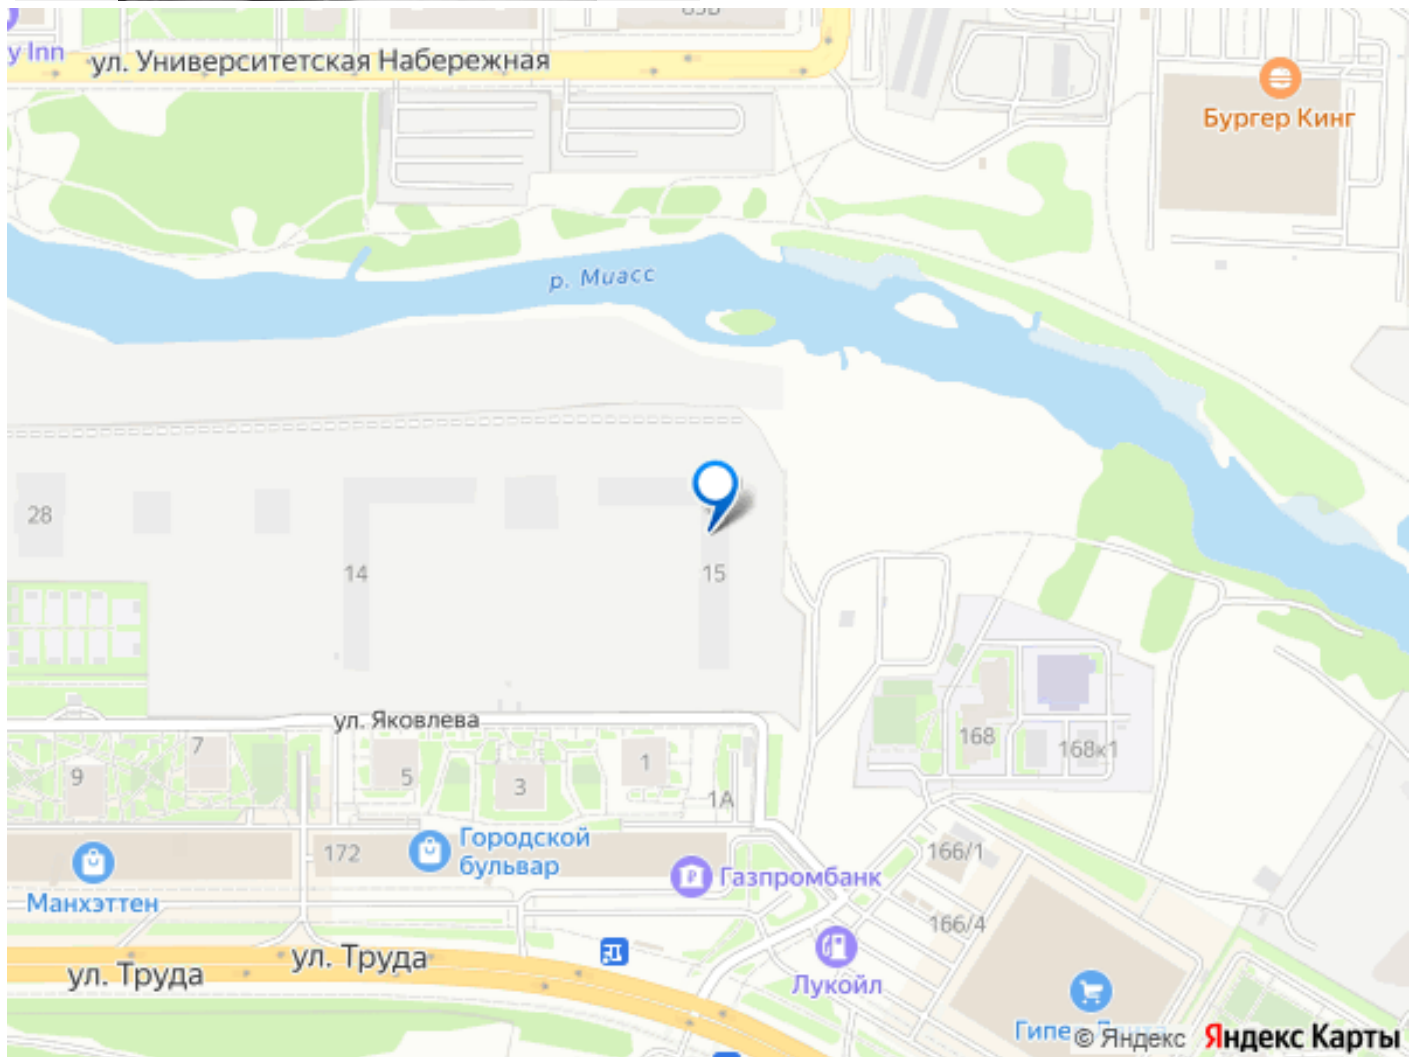 y Inn
ул. Университетская Набережная
Бургер Кинг
р. Миасс
28
14
15
ул. Яковлева
7
9
5
3
1
1А
168
168к1
172
Городской
бульвар
Манхэттен
Газпромбанк
166/1
166/4
Лукойл
ул. Труда
ул. Труда
© Яндекс
Яндекс Карты